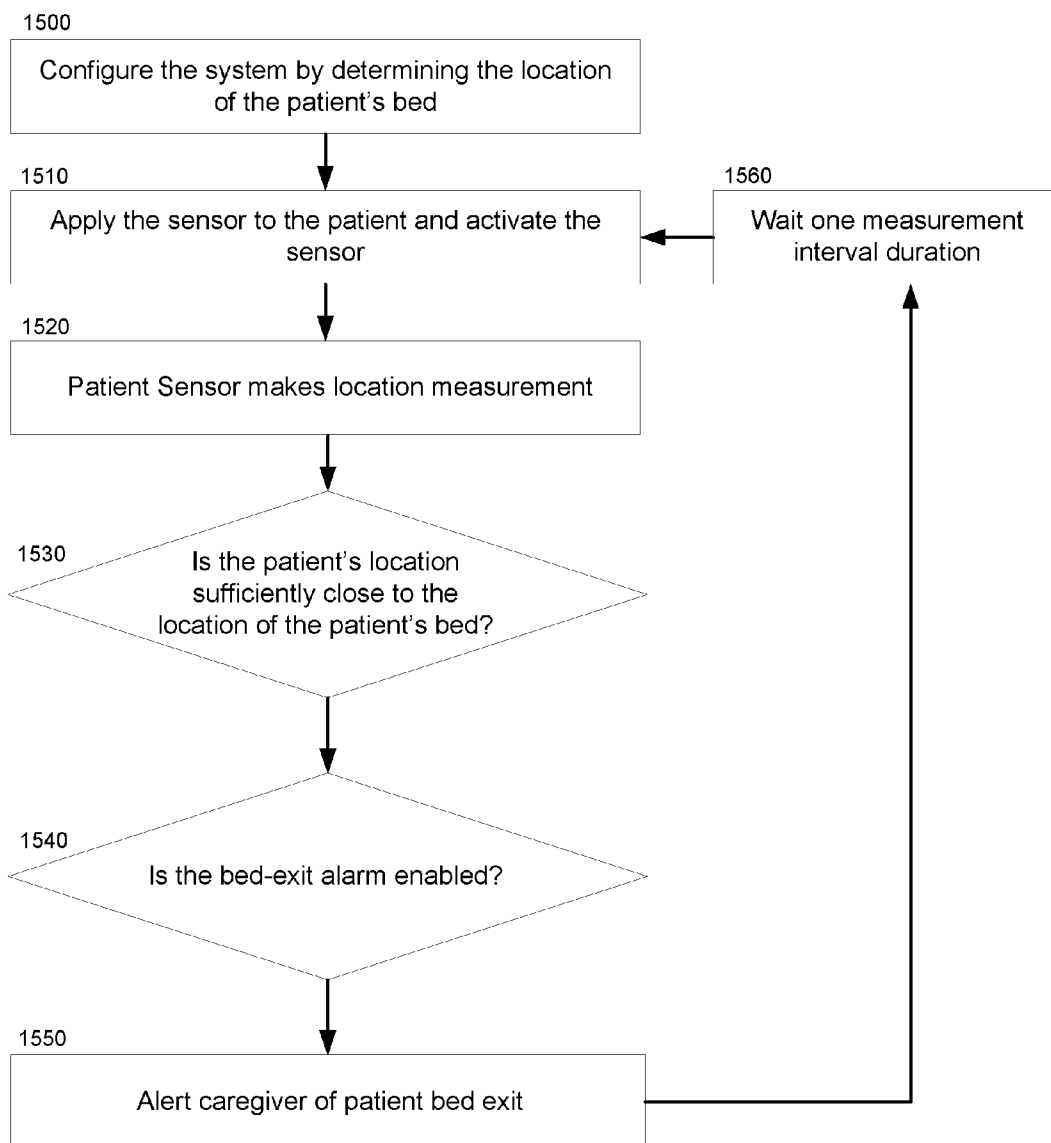 1500
Configure the system by determining the location
of the patient's bed
1510
Apply the sensor to the patient and activate the
sensor
1560
Wait one measurement
interval duration
1520
Patient Sensor makes location measurement
1530
Is the patient's location
sufficiently close to the
location of the patient's bed?
1540
Is the bed-exit alarm enabled?
1550
Alert caregiver of patient bed exit